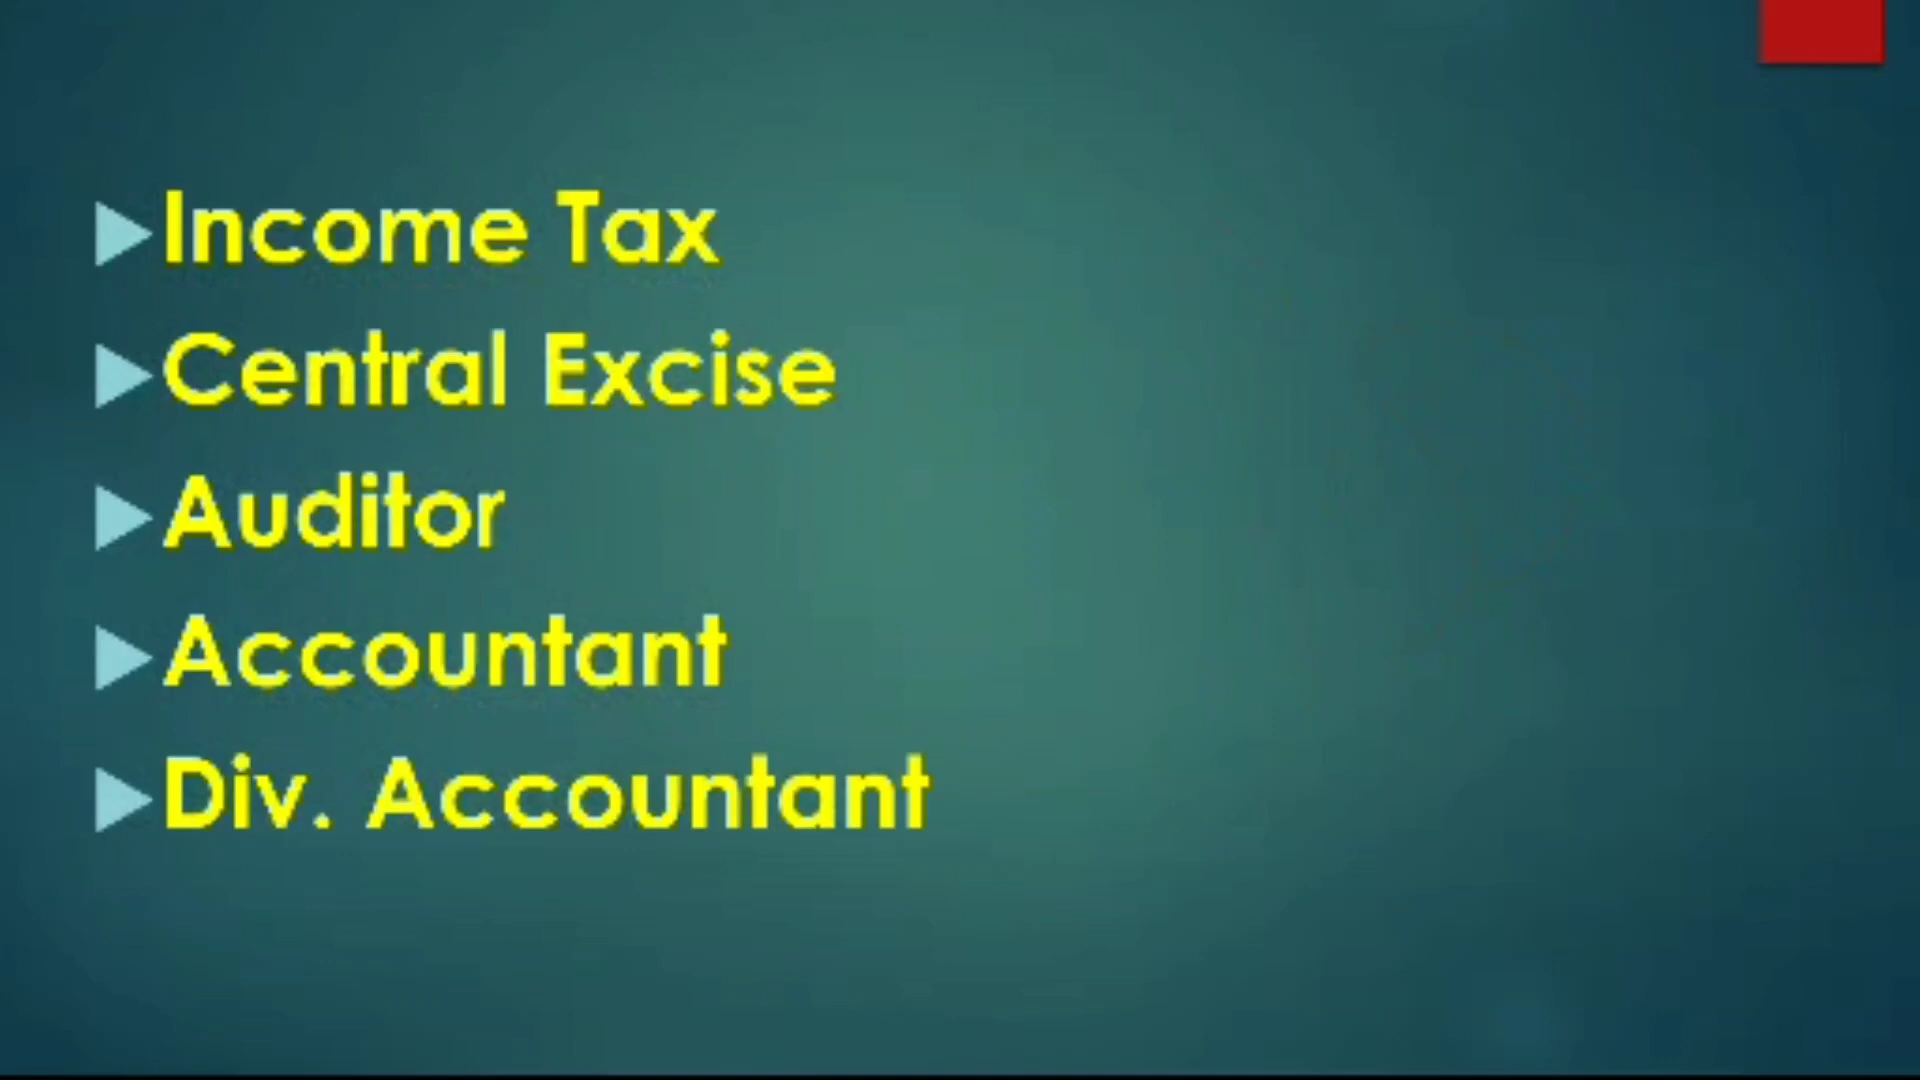 Income Tax
Central Excise
Auditor
Accountant
Div. Accountant